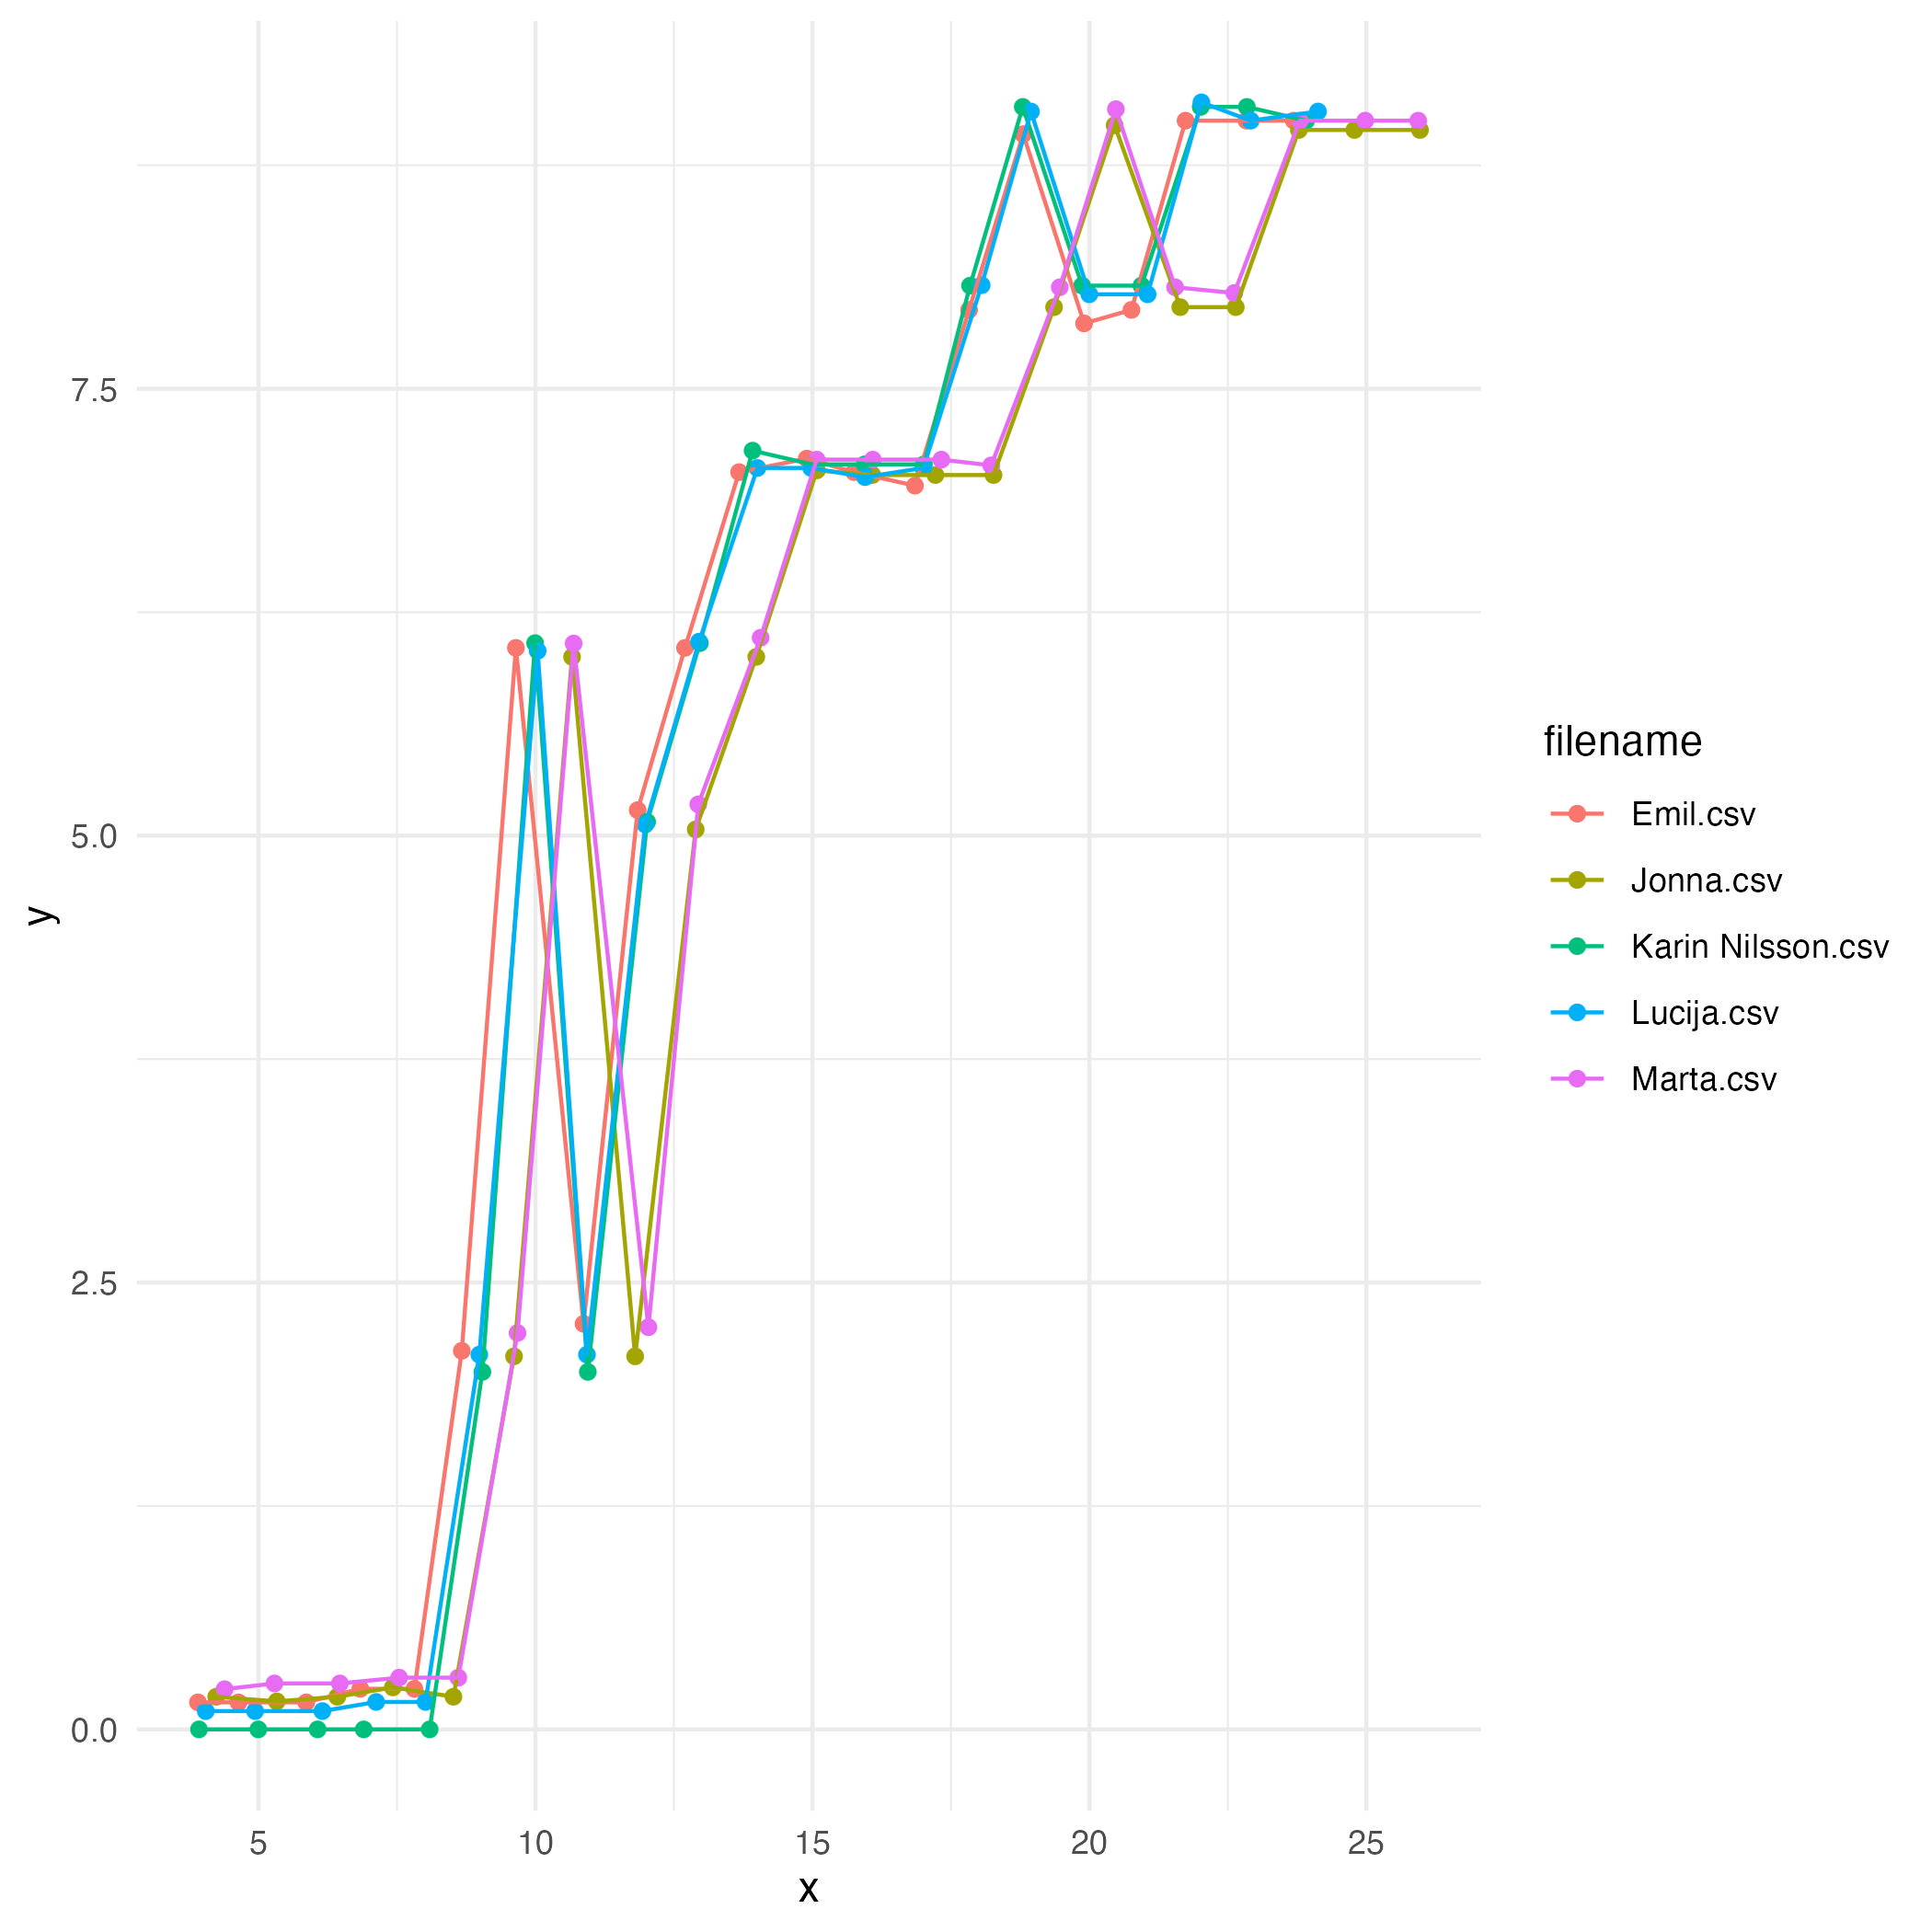 7.5
5.0
2.5
0.0
y
5 10 15 20 25
x
filename
Emil.csv
Jonna.csv
Karin Nilsson.csv
Lucija.csv
Marta.csv